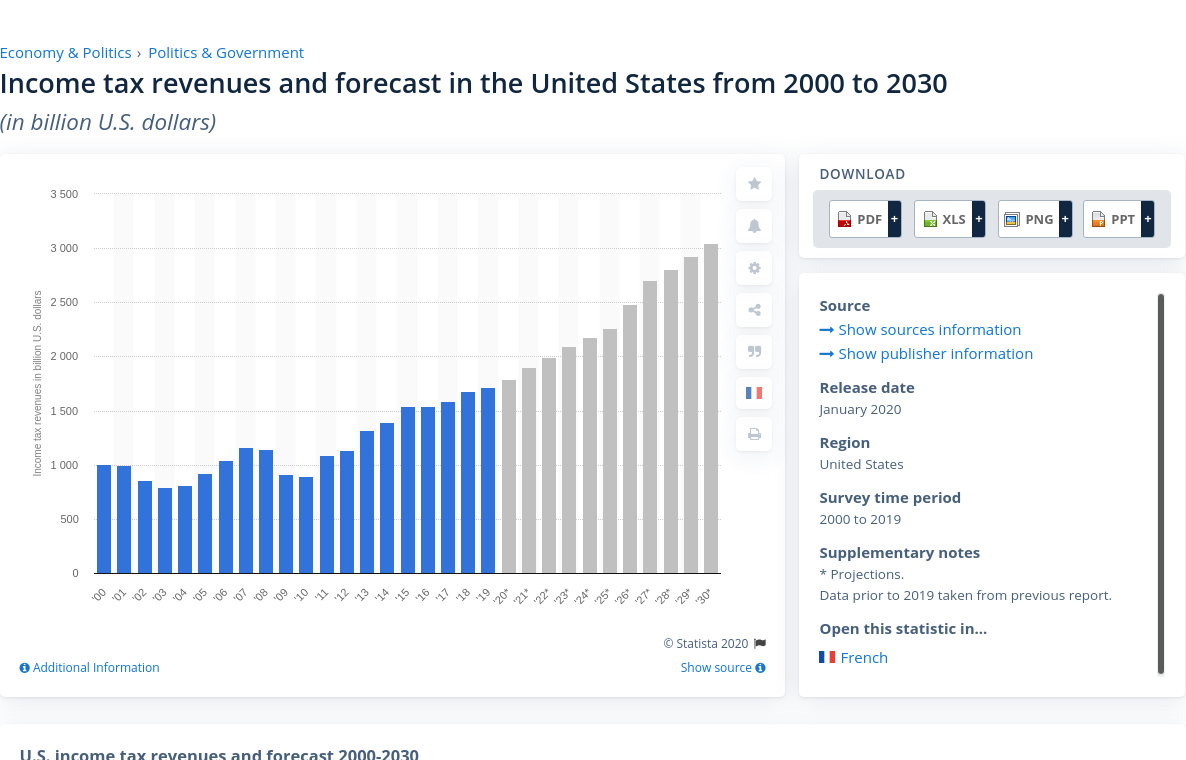 Economy & Politics › Politics & Government
Income tax revenues and forecast in the United States from 2000 to 2030
(in billion U.S. dollars)
Income tax revenues in billion U.S. dollars
3 500
3 000
2 500
2 000
1 500
1 000
500
0
'00 '01 '02 '03 '04 '05 '06 '07 '08 '09 '10 '11 '12 '13 '14 '15 '16 '17 '18 '19 '20* '21* '22* '23* '24* '25* '26* '27* '28* '29* '30*
© Statista 2020
Additional Information
Show source
DOWNLOAD
PDF + XLS + PNG + PPT +
Source
Show sources information
Show publisher information
Release date
January 2020
Region
United States
Survey time period
2000 to 2019
Supplementary notes
* Projections.
Data prior to 2019 taken from previous report.
Open this statistic in...
French
U.S. income tax revenues and forecast 2000-2030